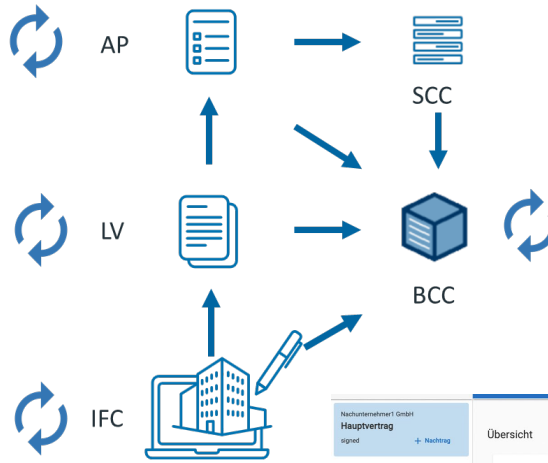 AP
SCC
LV
BCC
IFC
Nachunternehmer1 GmbH
Hauptvertrag
signed
+ Nachtrag
Übersicht